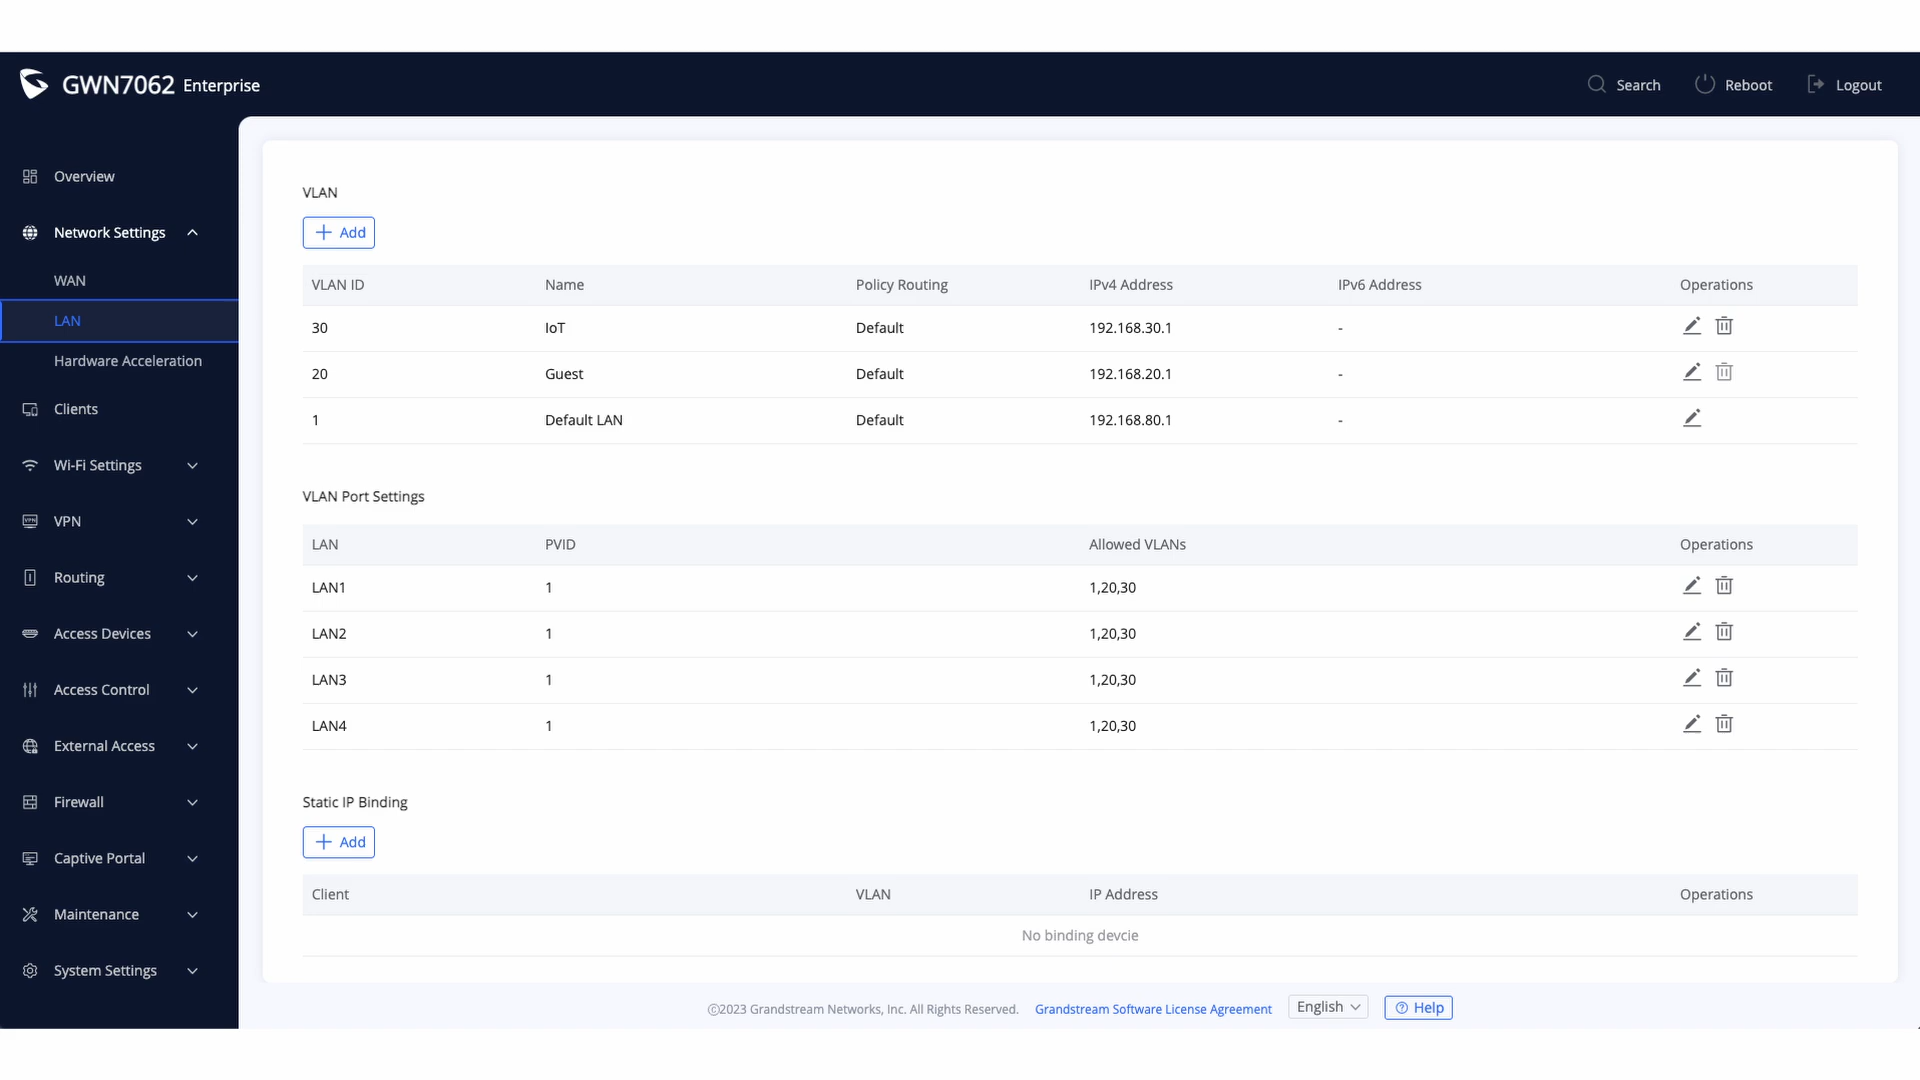 GWN7062 Enterprise
Search
Reboot
Logout
Overview
Network Settings
WAN
LAN
Hardware Acceleration
Clients
Wi-Fi Settings
VPN
Routing
Access Devices
Access Control
External Access
Firewall
Captive Portal
Maintenance
System Settings
VLAN
Add
VLAN ID Name Policy Routing IPv4 Address IPv6 Address Operations
30 IoT Default 192.168.30.1 -
20 Guest Default 192.168.20.1 -
1 Default LAN Default 192.168.80.1 -
VLAN Port Settings
LAN PVID Allowed VLANs Operations
LAN1 1 1,20,30
LAN2 1 1,20,30
LAN3 1 1,20,30
LAN4 1 1,20,30
Static IP Binding
Add
Client VLAN IP Address Operations
No binding devcie
©2023 Grandstream Networks, Inc. All Rights Reserved. Grandstream Software License Agreement English Help